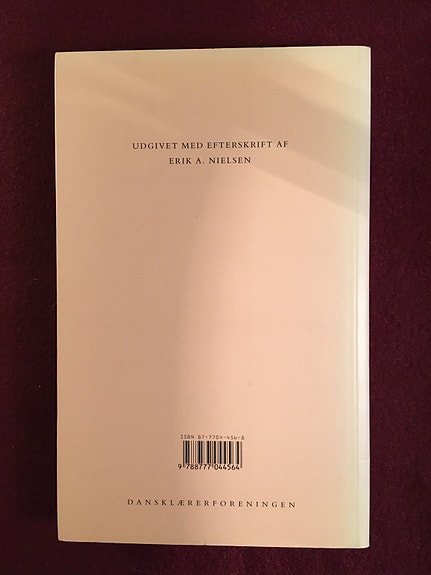 UDGIVET MED EFTERSKRIFT AF
ERIK A. NIELSEN
ISBN 87-7704-456-8
9 788777 044564
DANSKLÆRERFORENINGEN